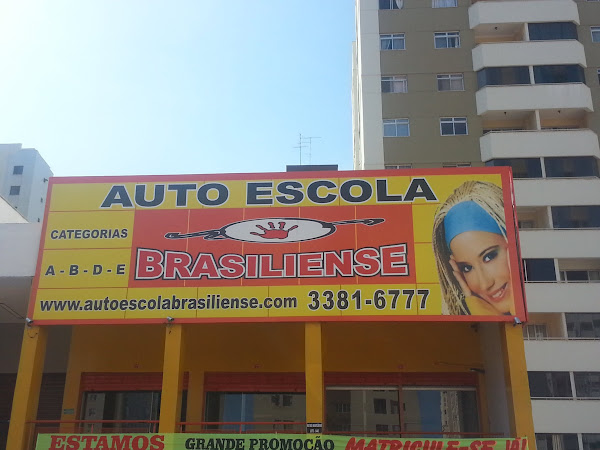 AUTO ESCOLA
CATEGORIAS
A - B - D - E
BRASILIENSE
www.autoescolabrasiliense.com 3381-6777
ESTAMOS GRANDE PROMOÇÃO MATRICULE-SE JÁ!